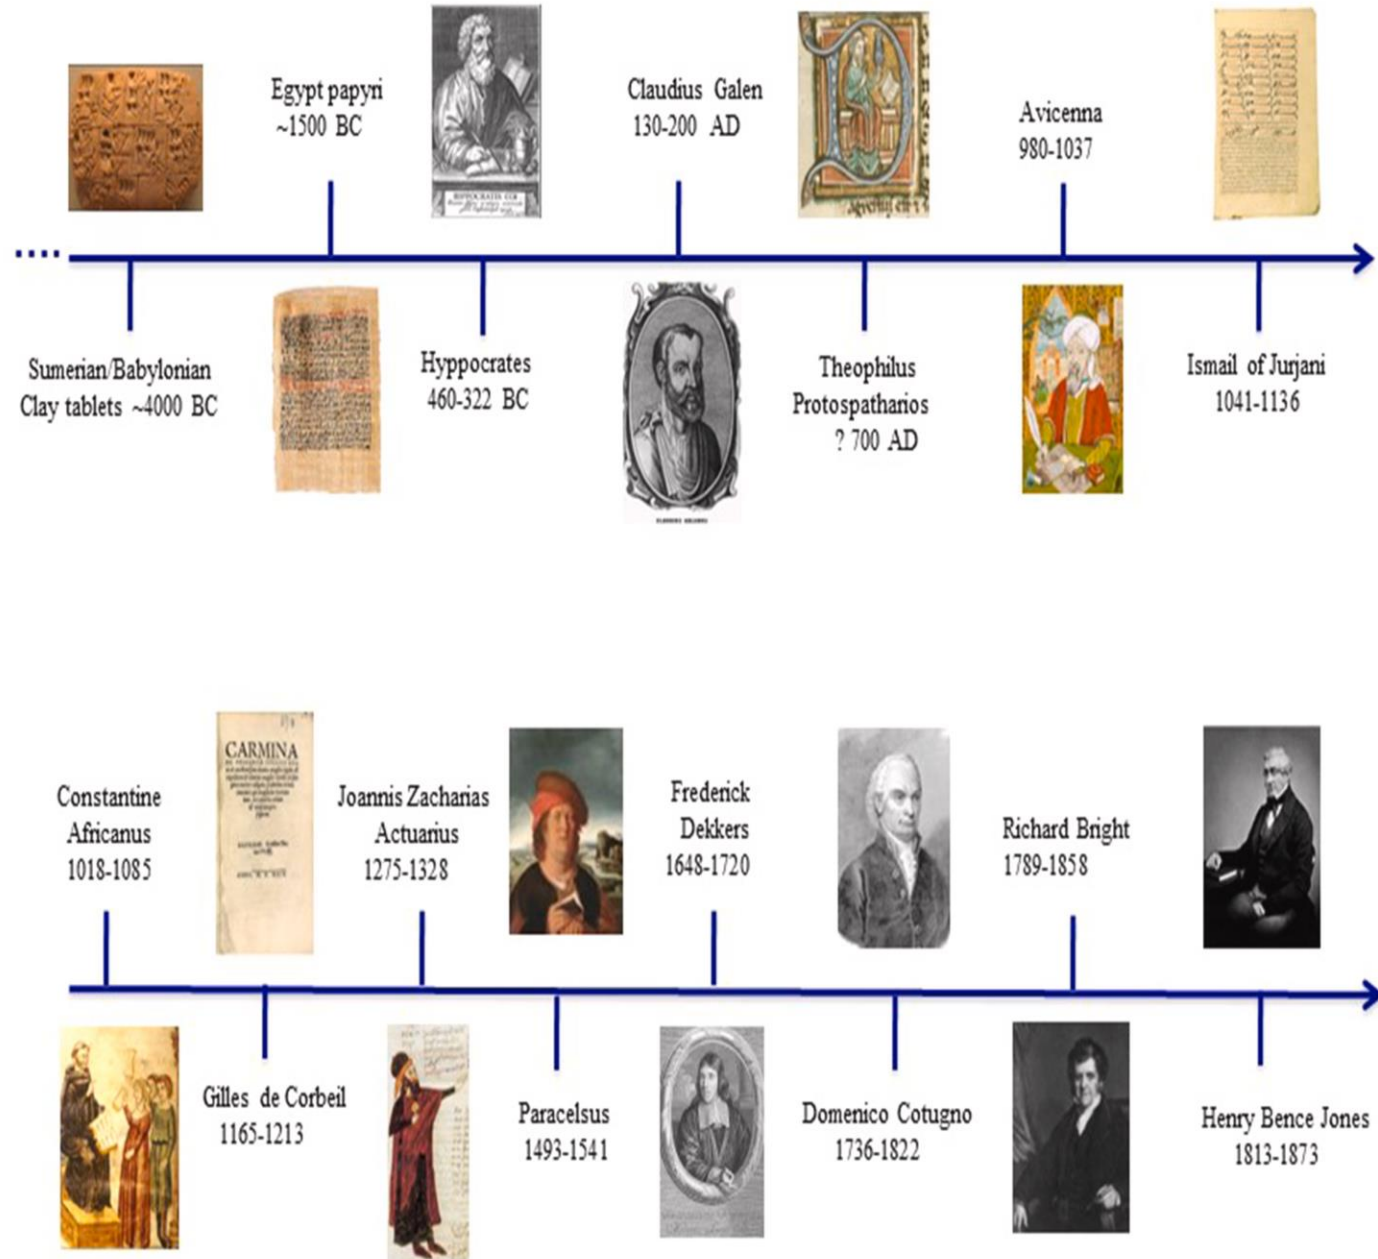 Egypt papyri
~1500 BC
Claudius Galen
130-200 AD
Avicenna
980-1037
HIPPOCRATIS COI
Sumerian/Babylonian
Clay tablets ~4000 BC
Hyppocrates
460-322 BC
Theophilus
Protospatharios
? 700 AD
Ismail of Jurjani
1041-1136
CARMINA
Constantine
Africanus
1018-1085
Joannis Zacharias
Actuarius
1275-1328
Frederick
Dekkers
1648-1720
Richard Bright
1789-1858
Gilles de Corbeil
1165-1213
Paracelsus
1493-1541
Domenico Cotugno
1736-1822
Henry Bence Jones
1813-1873